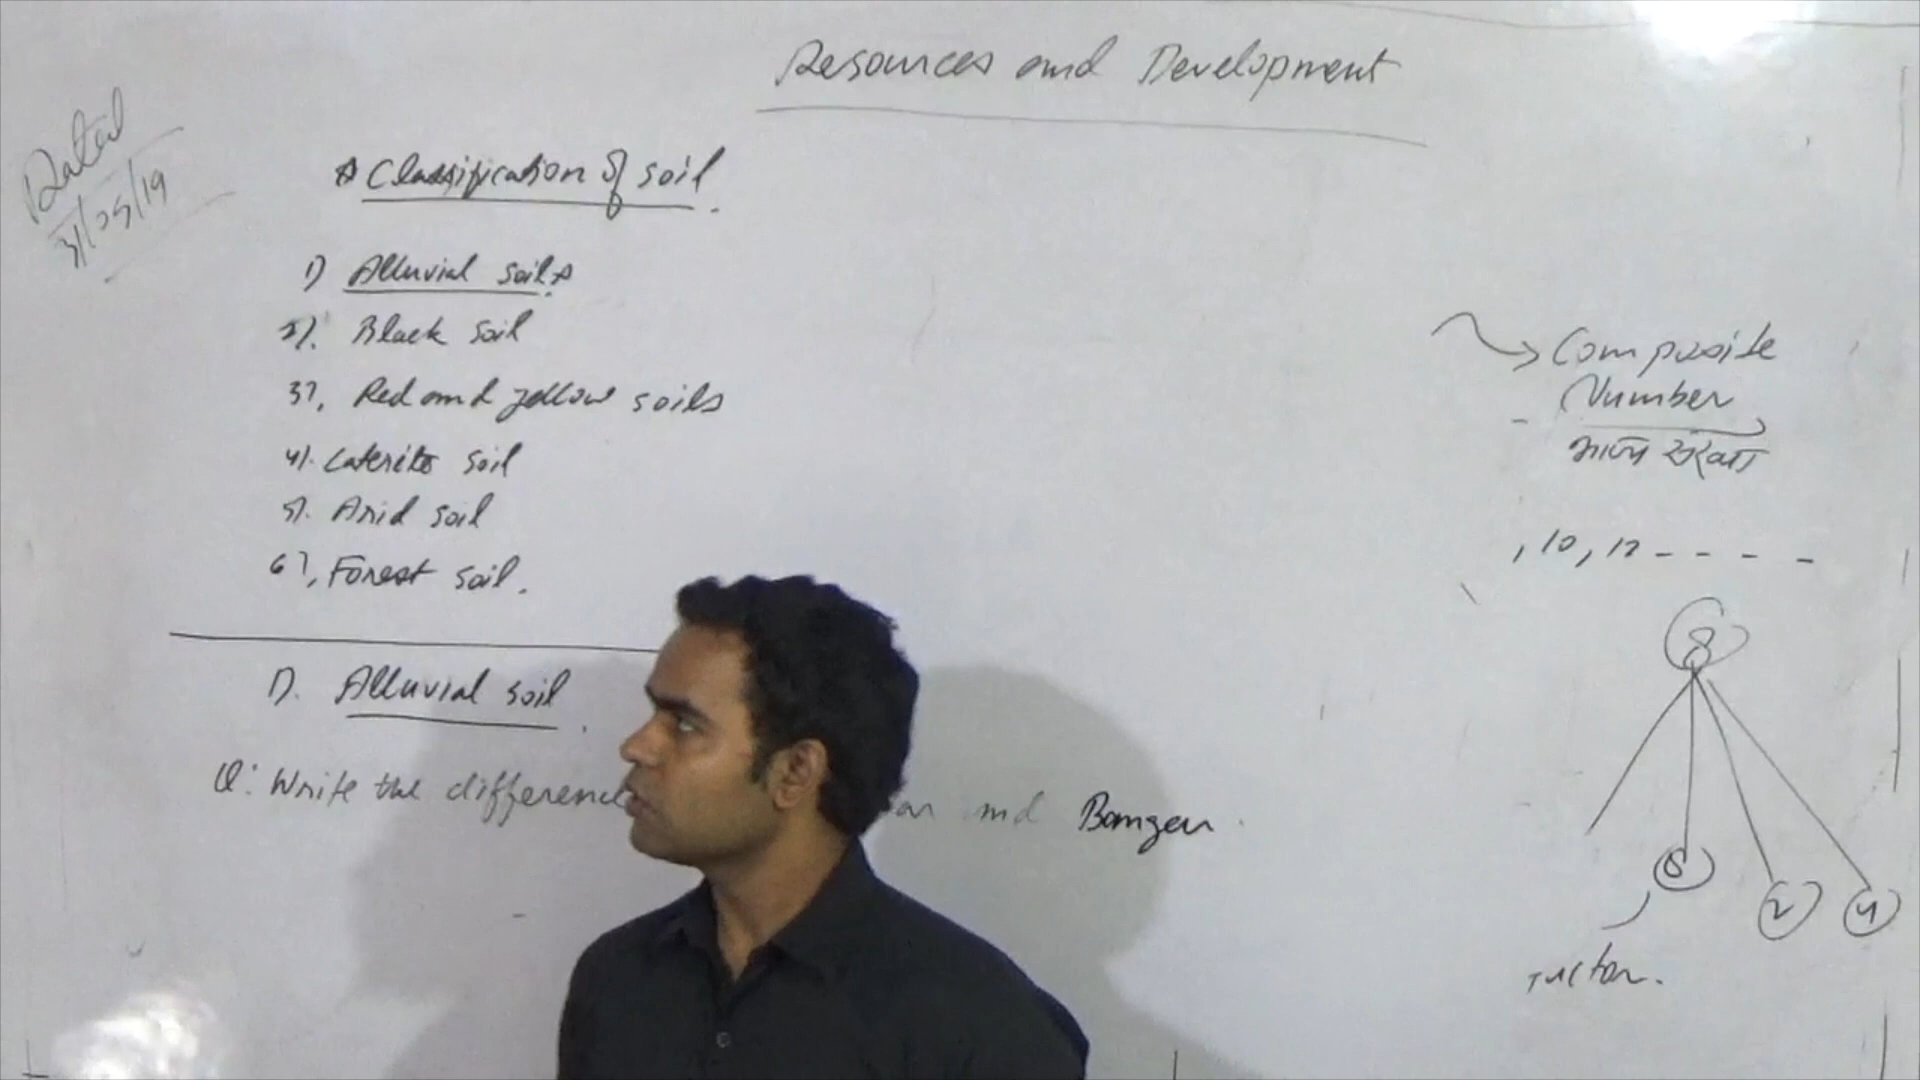 Resources and Development
Dated
31/05/19
Classification of soil
1) Alluvial soils
2). Black soil
3), Red and yellow soils
4). Laterite soil
5). Arid soil
6), Forest soil.
1). Alluvial soil
Q: Write the difference and Bangar
Composite
Number
भाज्य संख्या
, 10, 12 - - - -
8
8
2
4